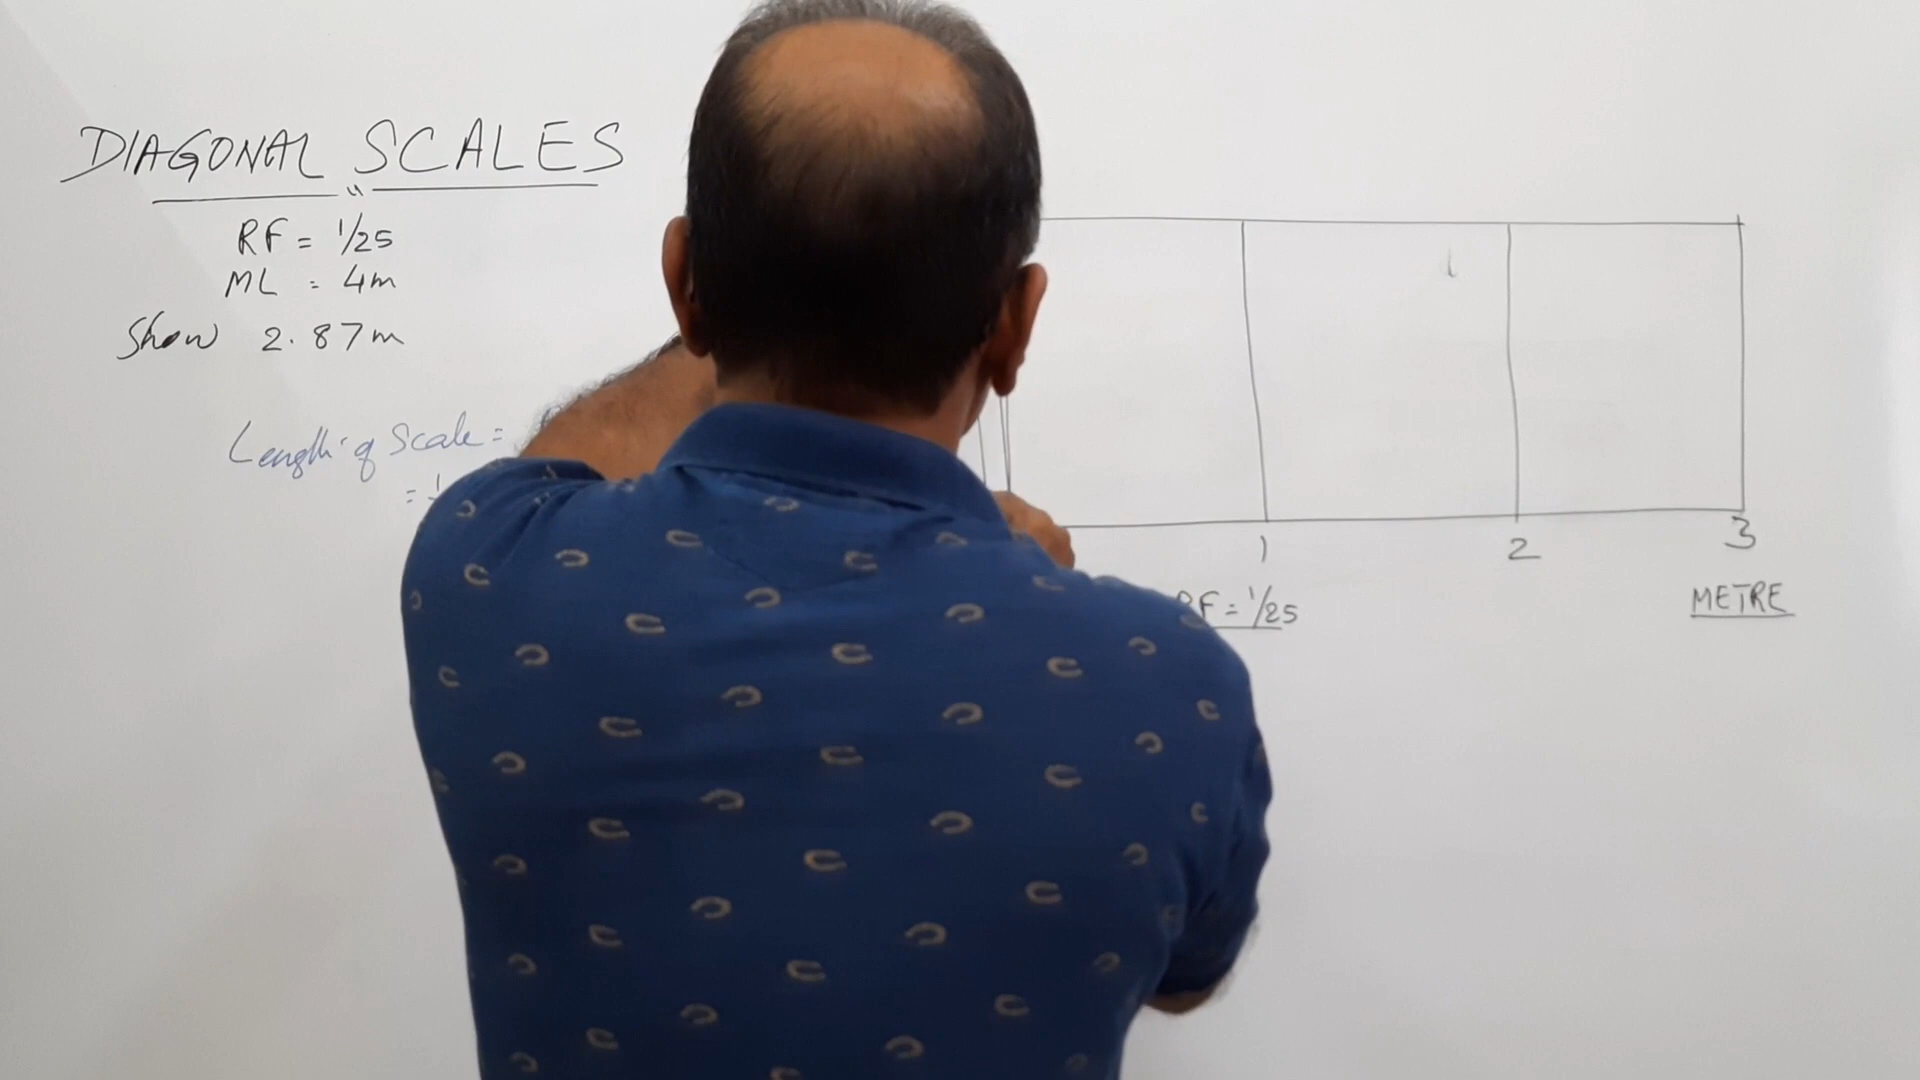 DIAGONAL SCALES
RF = 1/25
ML = 4m
Show 2.87m
Length of Scale =
=
1
2
3
RF = 1/25
METRE